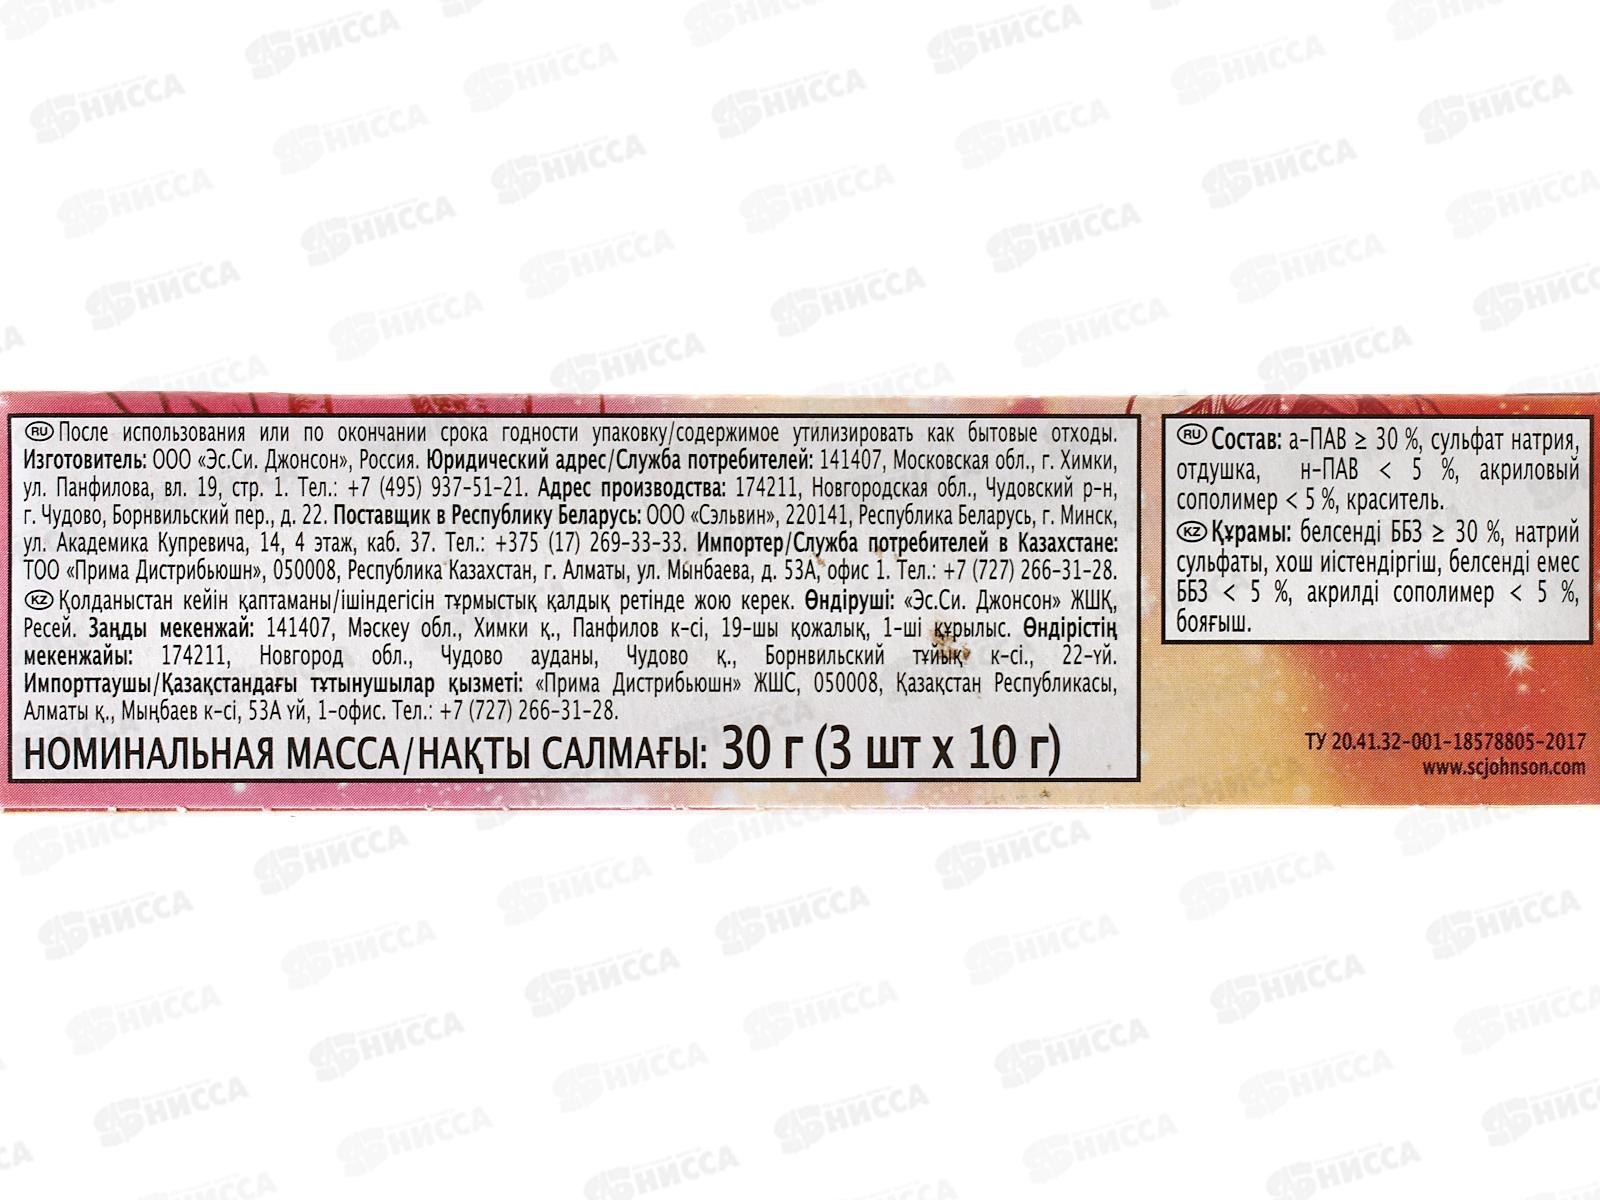 RU После использования или по окончании срока годности упаковку/содержимое утилизировать как бытовые отходы.
Изготовитель: ООО «Эс.Си. Джонсон», Россия. Юридический адрес/Служба потребителей: 141407, Московская обл., г. Химки,
ул. Панфилова, вл. 19, стр. 1. Тел.: +7 (495) 937-51-21. Адрес производства: 174211, Новгородская обл., Чудовский р-н,
г. Чудово, Борнвильский пер., д. 22. Поставщик в Республику Беларусь: ООО «Сэльвин», 220141, Республика Беларусь, г. Минск,
ул. Академика Купревича, 14, 4 этаж, каб. 37. Тел.: +375 (17) 269-33-33. Импортер/Служба потребителей в Казахстане:
ТОО «Прима Дистрибьюшн», 050008, Республика Казахстан, г. Алматы, ул. Мынбаева, д. 53А, офис 1. Тел.: +7 (727) 266-31-28.
KZ Қолданыстан кейін қаптаманы/ішіндегісін тұрмыстық қалдық ретінде жою керек. Өндіруші: «Эс.Си. Джонсон» ЖШҚ,
Ресей. Заңды мекенжай: 141407, Мәскеу обл., Химки қ., Панфилов к-сі, 19-шы қожалық, 1-ші құрылыс. Өндірістің
мекенжайы: 174211, Новгород обл., Чудово ауданы, Чудово қ., Борнвильский тұйық к-сі., 22-үй.
Импорттаушы/Қазақстандағы тұтынушылар қызметі: «Прима Дистрибьюшн» ЖШС, 050008, Қазақстан Республикасы,
Алматы қ., Мыңбаев к-сі, 53А үй, 1-офис. Тел.: +7 (727) 266-31-28.
НОМИНАЛЬНАЯ МАССА/НАҚТЫ САЛМАҒЫ: 30 г (3 шт х 10 г)
RU Состав: а-ПАВ ≥ 30 %, сульфат натрия,
отдушка, н-ПАВ < 5 %, акриловый
сополимер < 5 %, краситель.
KZ Құрамы: белсенді ББЗ ≥ 30 %, натрий
сульфаты, хош иістендіргіш, белсенді емес
ББЗ < 5 %, акрилді сополимер < 5 %,
бояғыш.
ТУ 20.41.32-001-18578805-2017
www.scjohnson.com